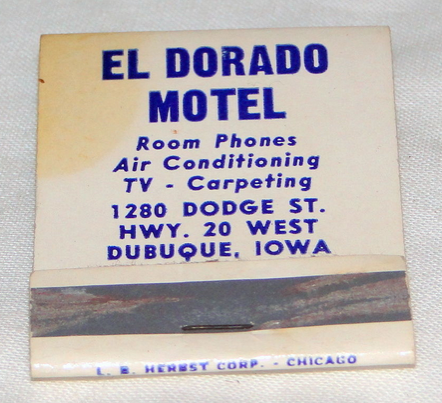 EL DORADO
MOTEL
Room Phones
Air Conditioning
TV - Carpeting
1280 DODGE ST.
HWY. 20 WEST
DUBUQUE, IOWA
L. B. HERBST CORP. - CHICAGO